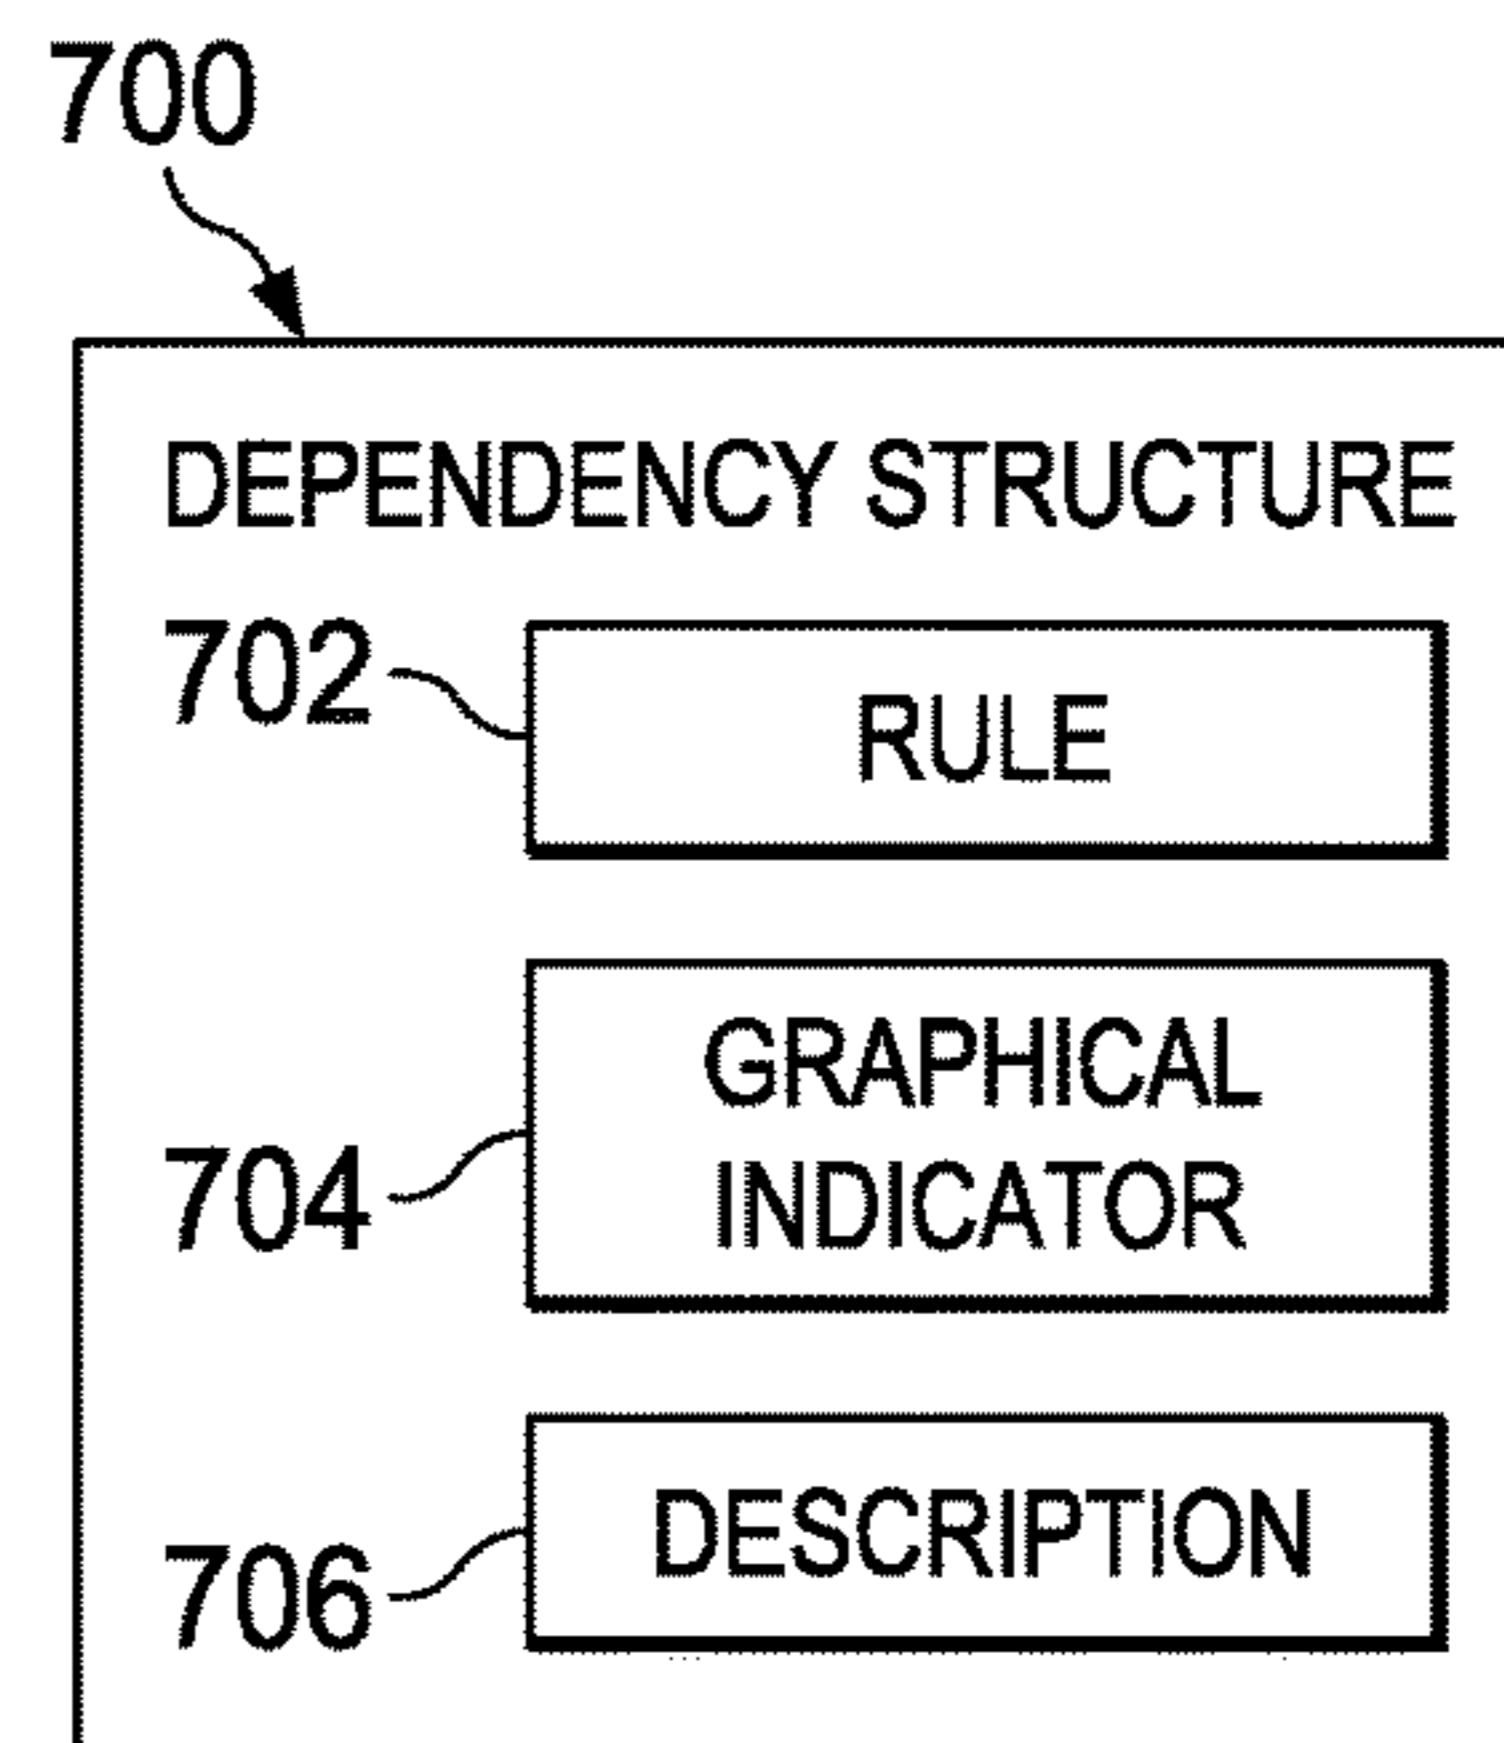 700
DEPENDENCY STRUCTURE
702
RULE
GRAPHICAL
INDICATOR
704
DESCRIPTION
706